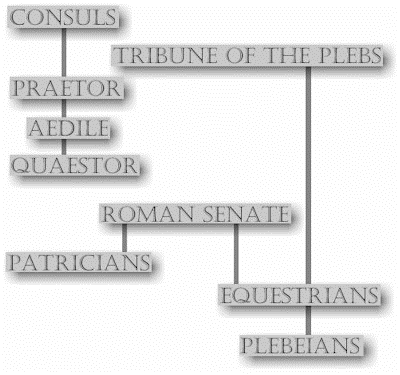 CONSULS
TRIBUNE OF THE PLEBS
PRAETOR
AEDILE
QUAESTOR
ROMAN SENATE
PATRICIANS
EQUESTRIANS
PLEBEIANS